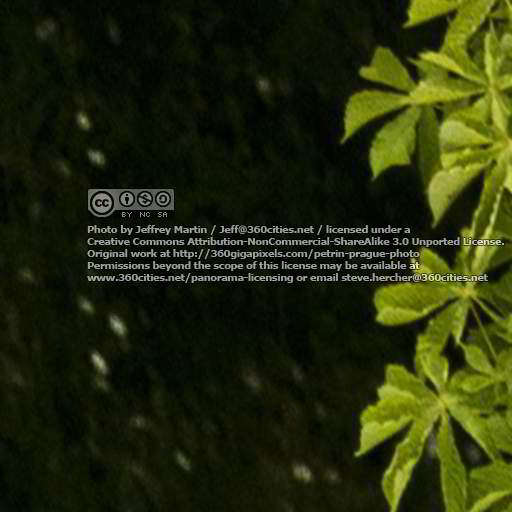 cc
BY NC SA
Photo by Jeffrey Martin / Jeff@360cities.net / licensed under a
Creative Commons Attribution-NonCommercial-ShareAlike 3.0 Unported License.
Original work at http://360gigapixels.com/petrin-prague-photo
Permissions beyond the scope of this license may be available at
www.360cities.net/panorama-licensing or email steve.hercher@360cities.net